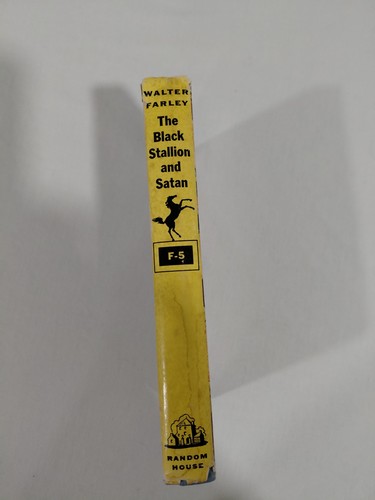 WALTER
FARLEY
The
Black
Stallion
and
Satan
F-5
RANDOM
HOUSE